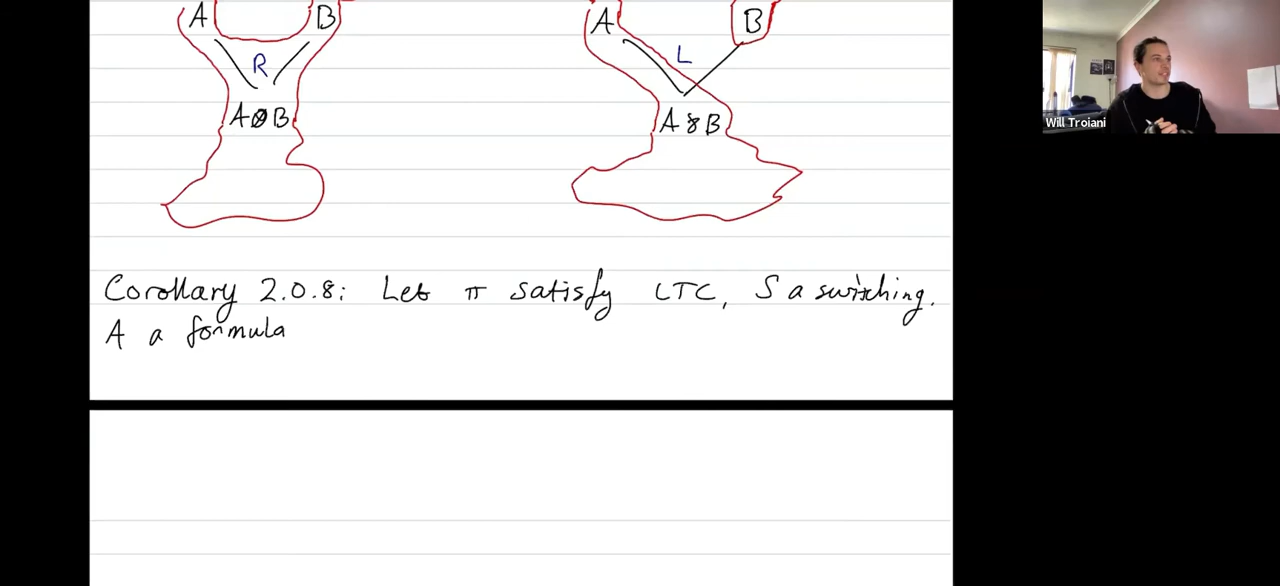 A B A B
R L
A⊗B A⅋B
Will Troiani
Corollary 2.0.8: Let π satisfy LTC, S a switching.
A a formula